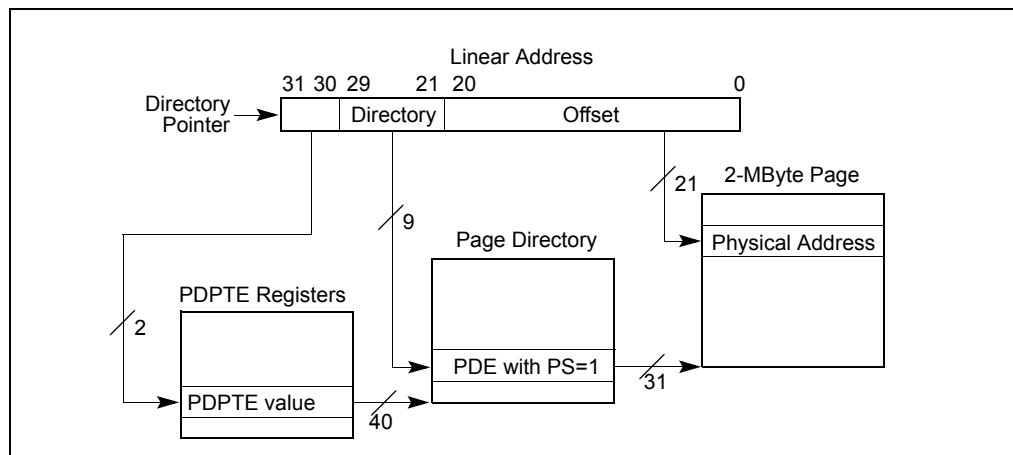 Linear Address
31 30 29 21 20 0
Directory Pointer
Directory
Offset
21
2-MByte Page
Physical Address
9
Page Directory
PDPTE Registers
2
PDE with PS=1
31
PDPTE value
40